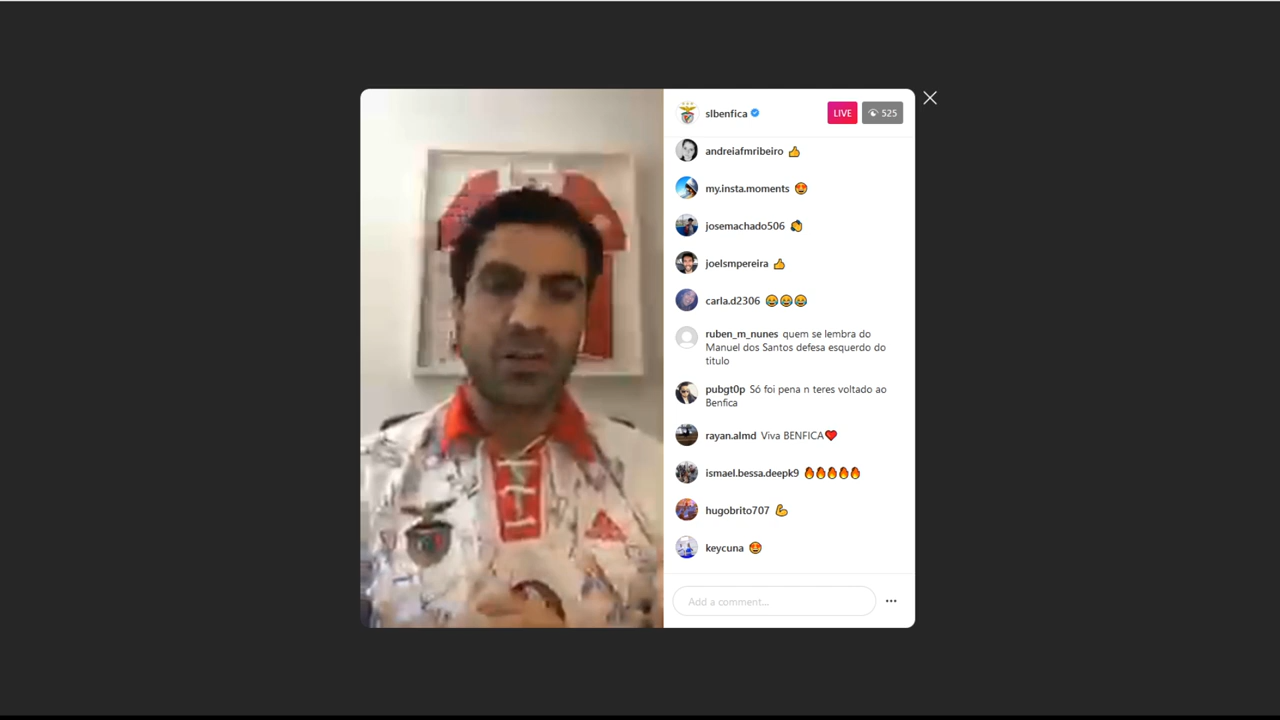 slbenfica
LIVE
525
andreiafmribeiro 👍
my.insta.moments 😍
josemachado506 👏
joelsmpereira 👍
carla.d2306 😂😂😂
ruben_m_nunes quem se lembra do
Manuel dos Santos defesa esquerdo do
titulo
pubgt0p Só foi pena n teres voltado ao
Benfica
rayan.almd Viva BENFICA❤️
ismael.bessa.deepk9 🔥🔥🔥🔥🔥
hugobrito707 💪
keycuna 😍
Add a comment...